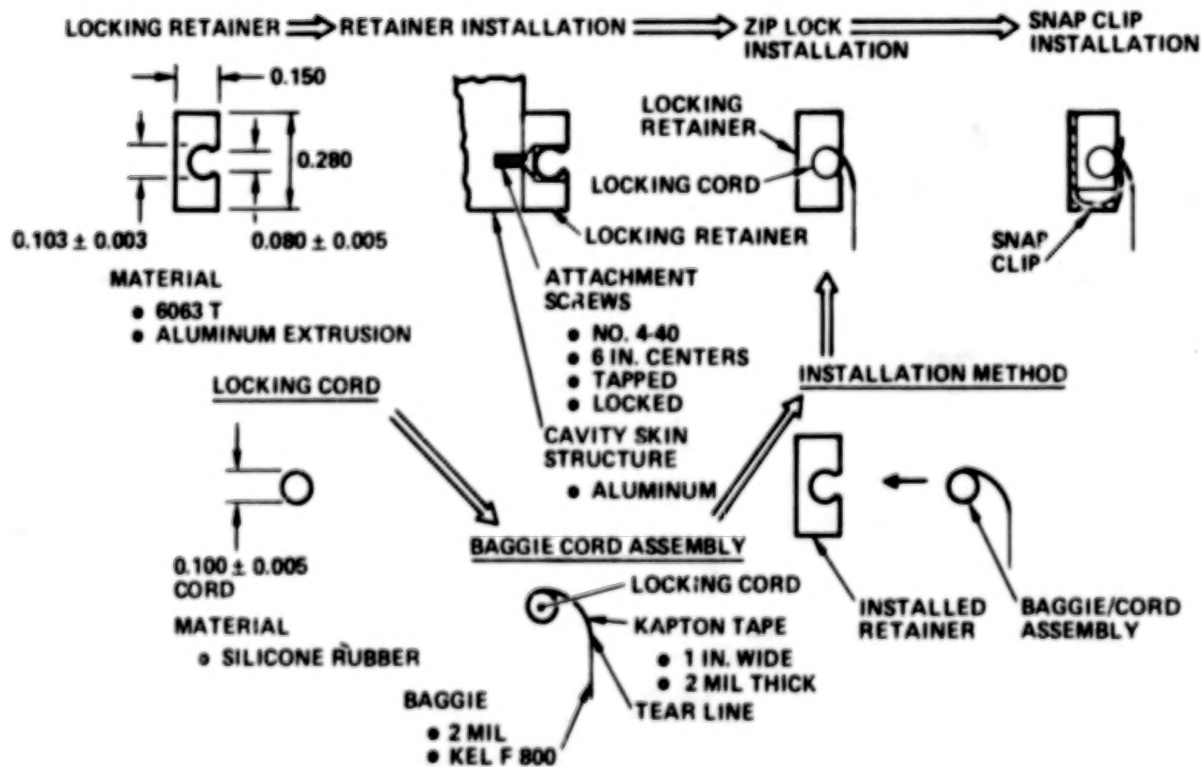 LOCKING RETAINER
RETAINER INSTALLATION
ZIP LOCK
INSTALLATION
SNAP CLIP
INSTALLATION
0.150
0.280
0.103 ± 0.003
0.080 ± 0.005
MATERIAL
• 6063 T
• ALUMINUM EXTRUSION
LOCKING RETAINER
ATTACHMENT
SCREWS
• NO. 4-40
• 6 IN. CENTERS
• TAPPED
• LOCKED
CAVITY SKIN
STRUCTURE
• ALUMINUM
LOCKING
RETAINER
LOCKING CORD
SNAP
CLIP
LOCKING CORD
0.100 ± 0.005
CORD
MATERIAL
• SILICONE RUBBER
BAGGIE CORD ASSEMBLY
LOCKING CORD
KAPTON TAPE
• 1 IN. WIDE
• 2 MIL THICK
TEAR LINE
BAGGIE
• 2 MIL
• KEL F 800
INSTALLATION METHOD
INSTALLED
RETAINER
BAGGIE/CORD
ASSEMBLY